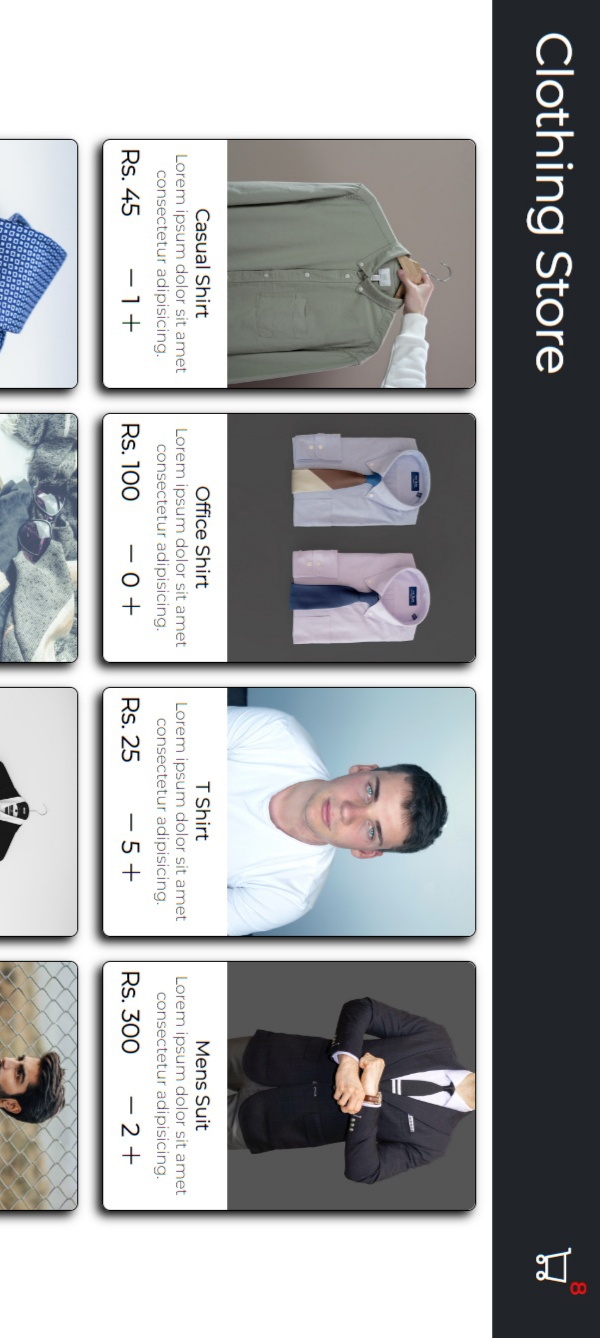 Clothing Store
8
Casual Shirt
Lorem ipsum dolor sit amet
consectetur adipisicing.
Rs. 45 − 1 +
Office Shirt
Lorem ipsum dolor sit amet
consectetur adipisicing.
Rs. 100 − 0 +
T Shirt
Lorem ipsum dolor sit amet
consectetur adipisicing.
Rs. 25 − 5 +
Mens Suit
Lorem ipsum dolor sit amet
consectetur adipisicing.
Rs. 300 − 2 +